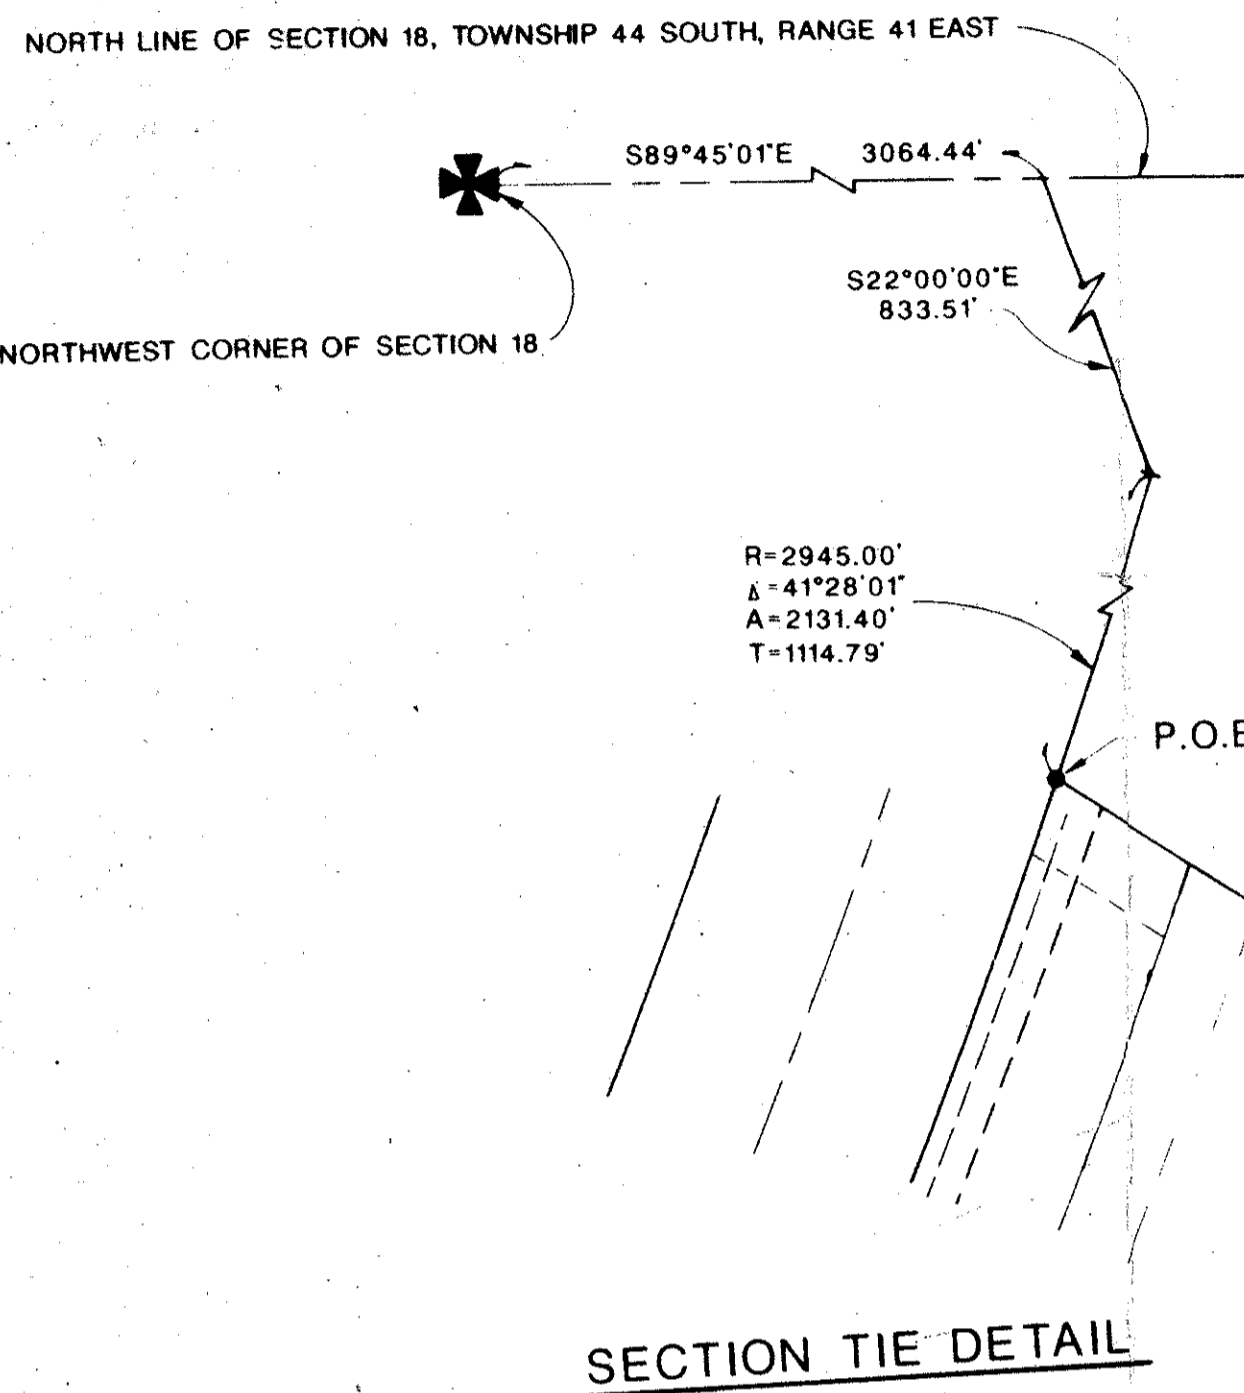 NORTH LINE OF SECTION 18, TOWNSHIP 44 SOUTH, RANGE 41 EAST
S89°45'01"E 3064.44'
S22°00'00"E
833.51'
NORTHWEST CORNER OF SECTION 18
R=2945.00'
Δ=41°28'01"
A=2131.40'
T=1114.79'
P.O.B
SECTION TIE DETAIL